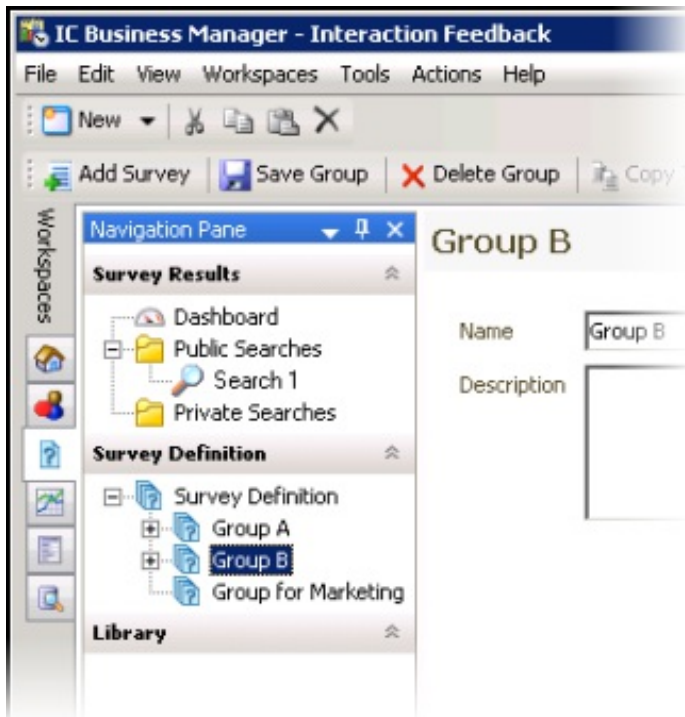 IC Business Manager - Interaction Feedback
File Edit View Workspaces Tools Actions Help
New
Add Survey Save Group Delete Group Copy
Workspaces
Navigation Pane
Group B
Survey Results
Dashboard
Public Searches
Search 1
Private Searches
Name Group B
Description
Survey Definition
Survey Definition
Group A
Group B
Group for Marketing
Library